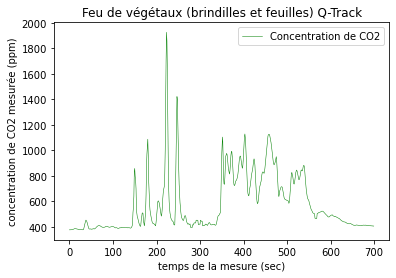 Feu de végétaux (brindilles et feuilles) Q-Track
Concentration de CO2
concentration de CO2 mesurée (ppm)
2000
1800
1600
1400
1200
1000
800
600
400
0 100 200 300 400 500 600 700
temps de la mesure (sec)